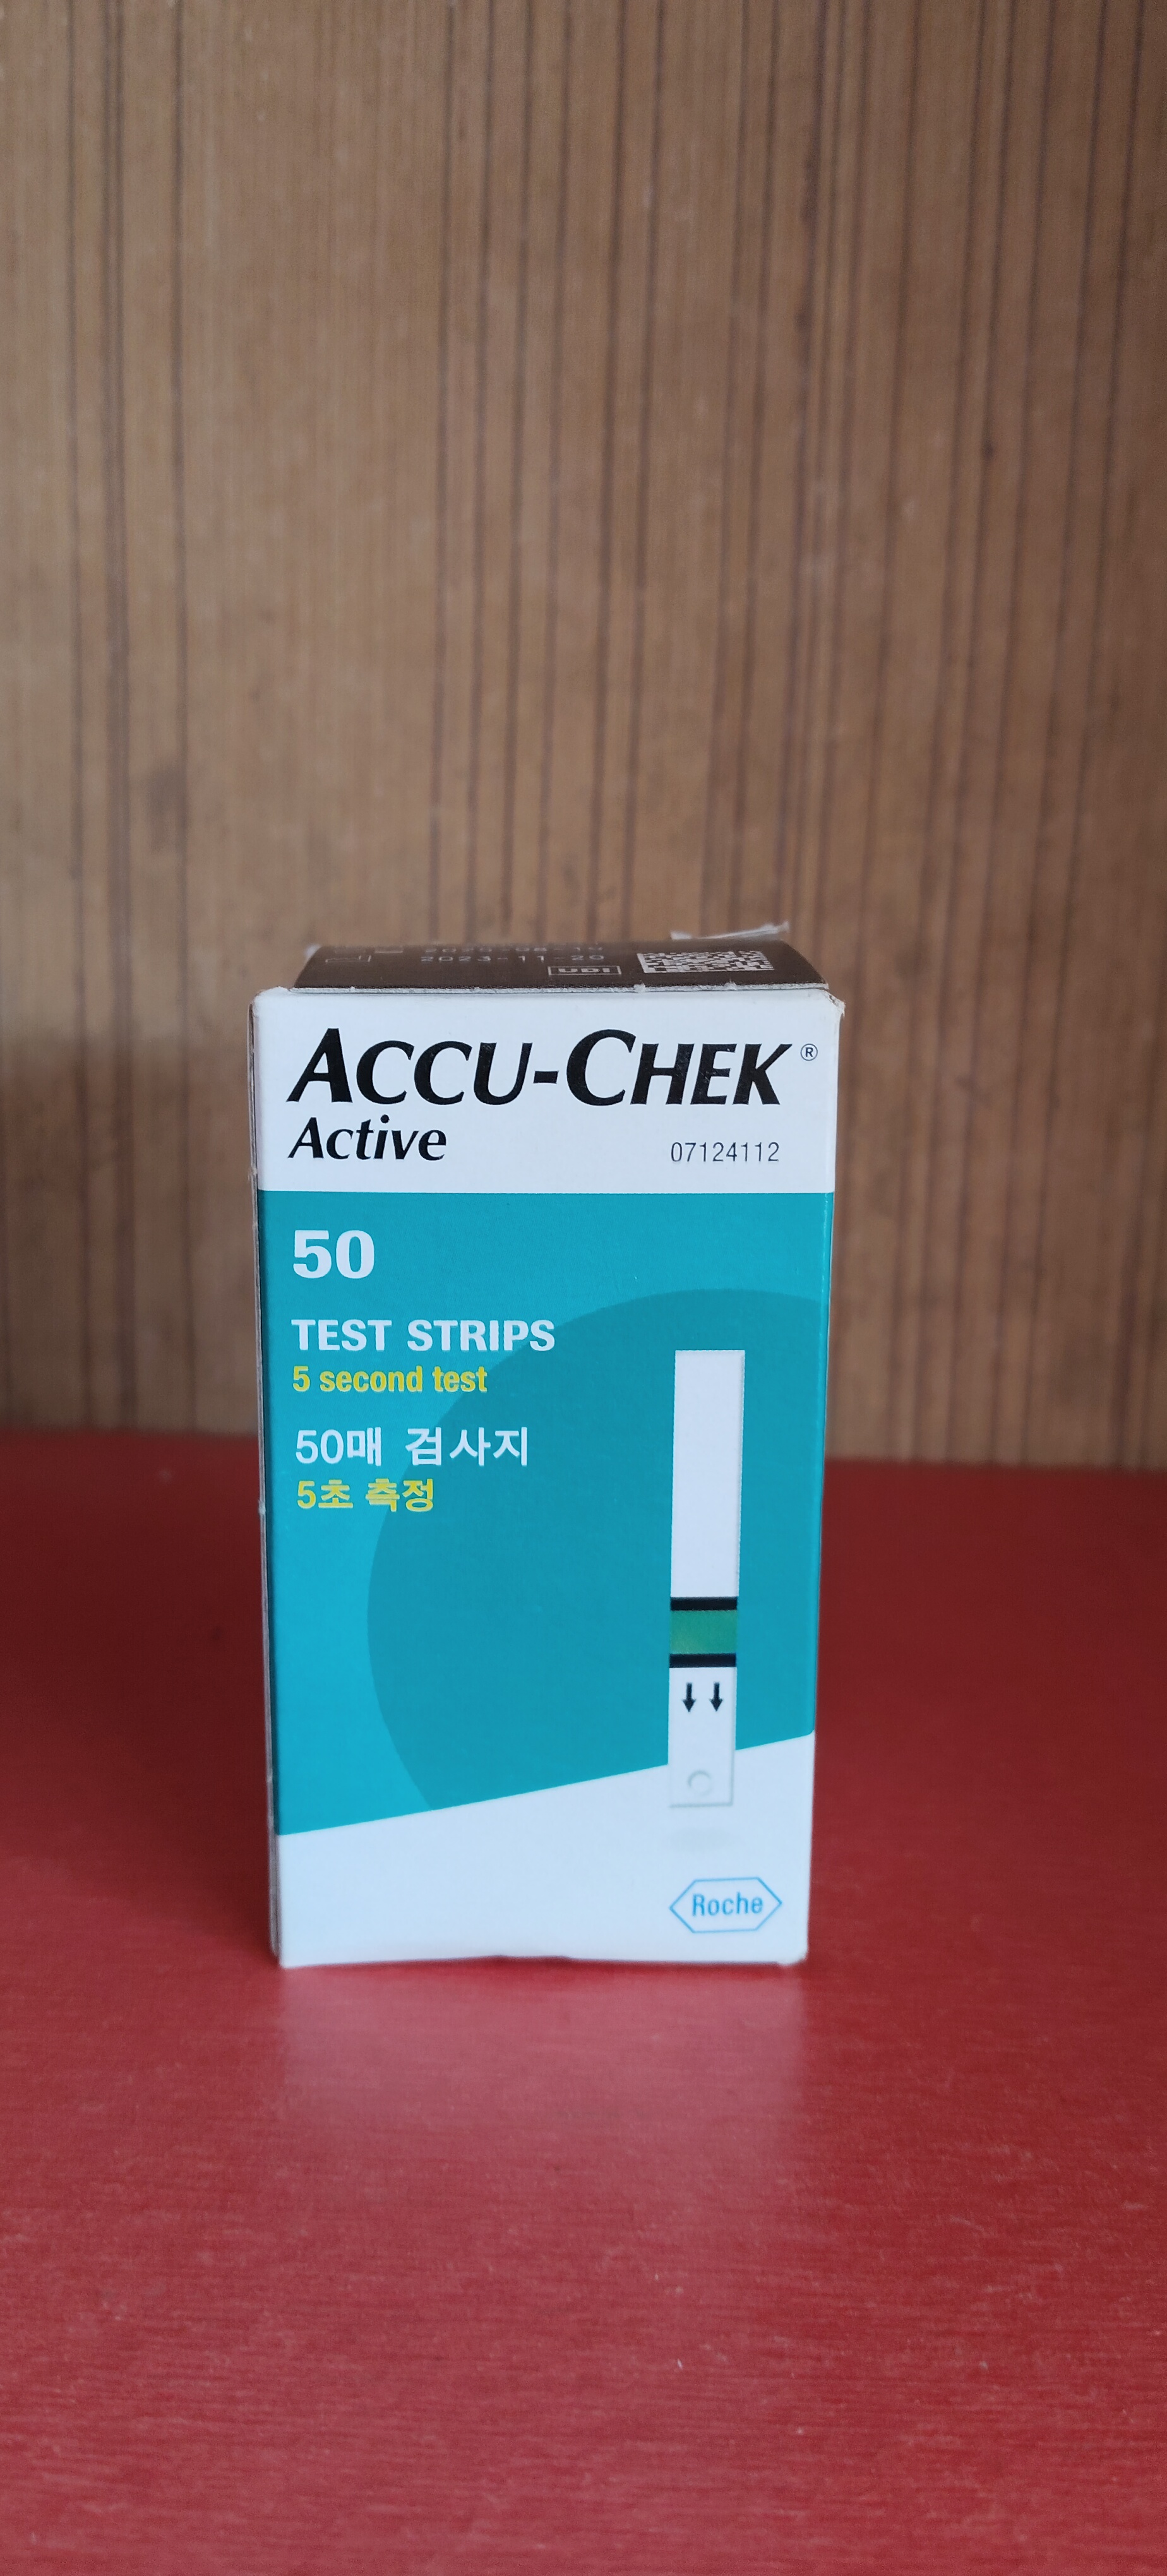 2023-11-20
UDI
ACCU-CHEK®
Active
07124112
50
TEST STRIPS
5 second test
50매 검사지
5초 측정
Roche